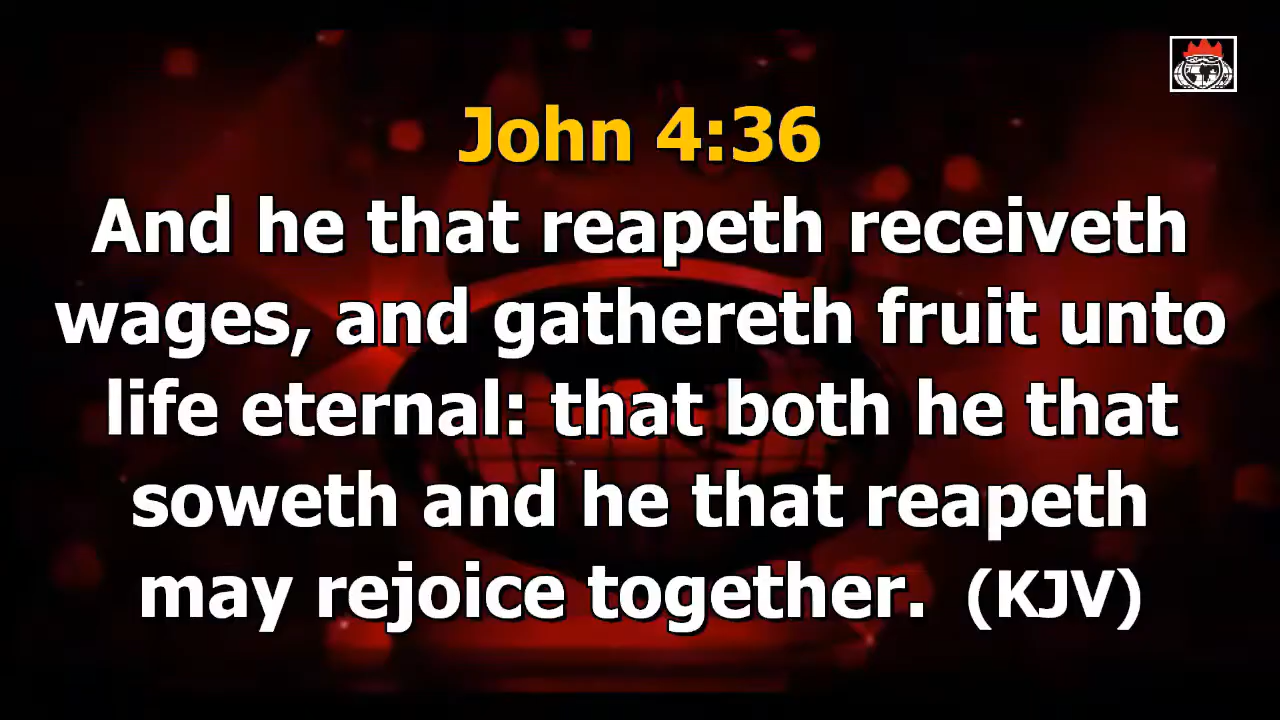 John 4:36
And he that reapeth receiveth
wages, and gathereth fruit unto
life eternal: that both he that
soweth and he that reapeth
may rejoice together. (KJV)